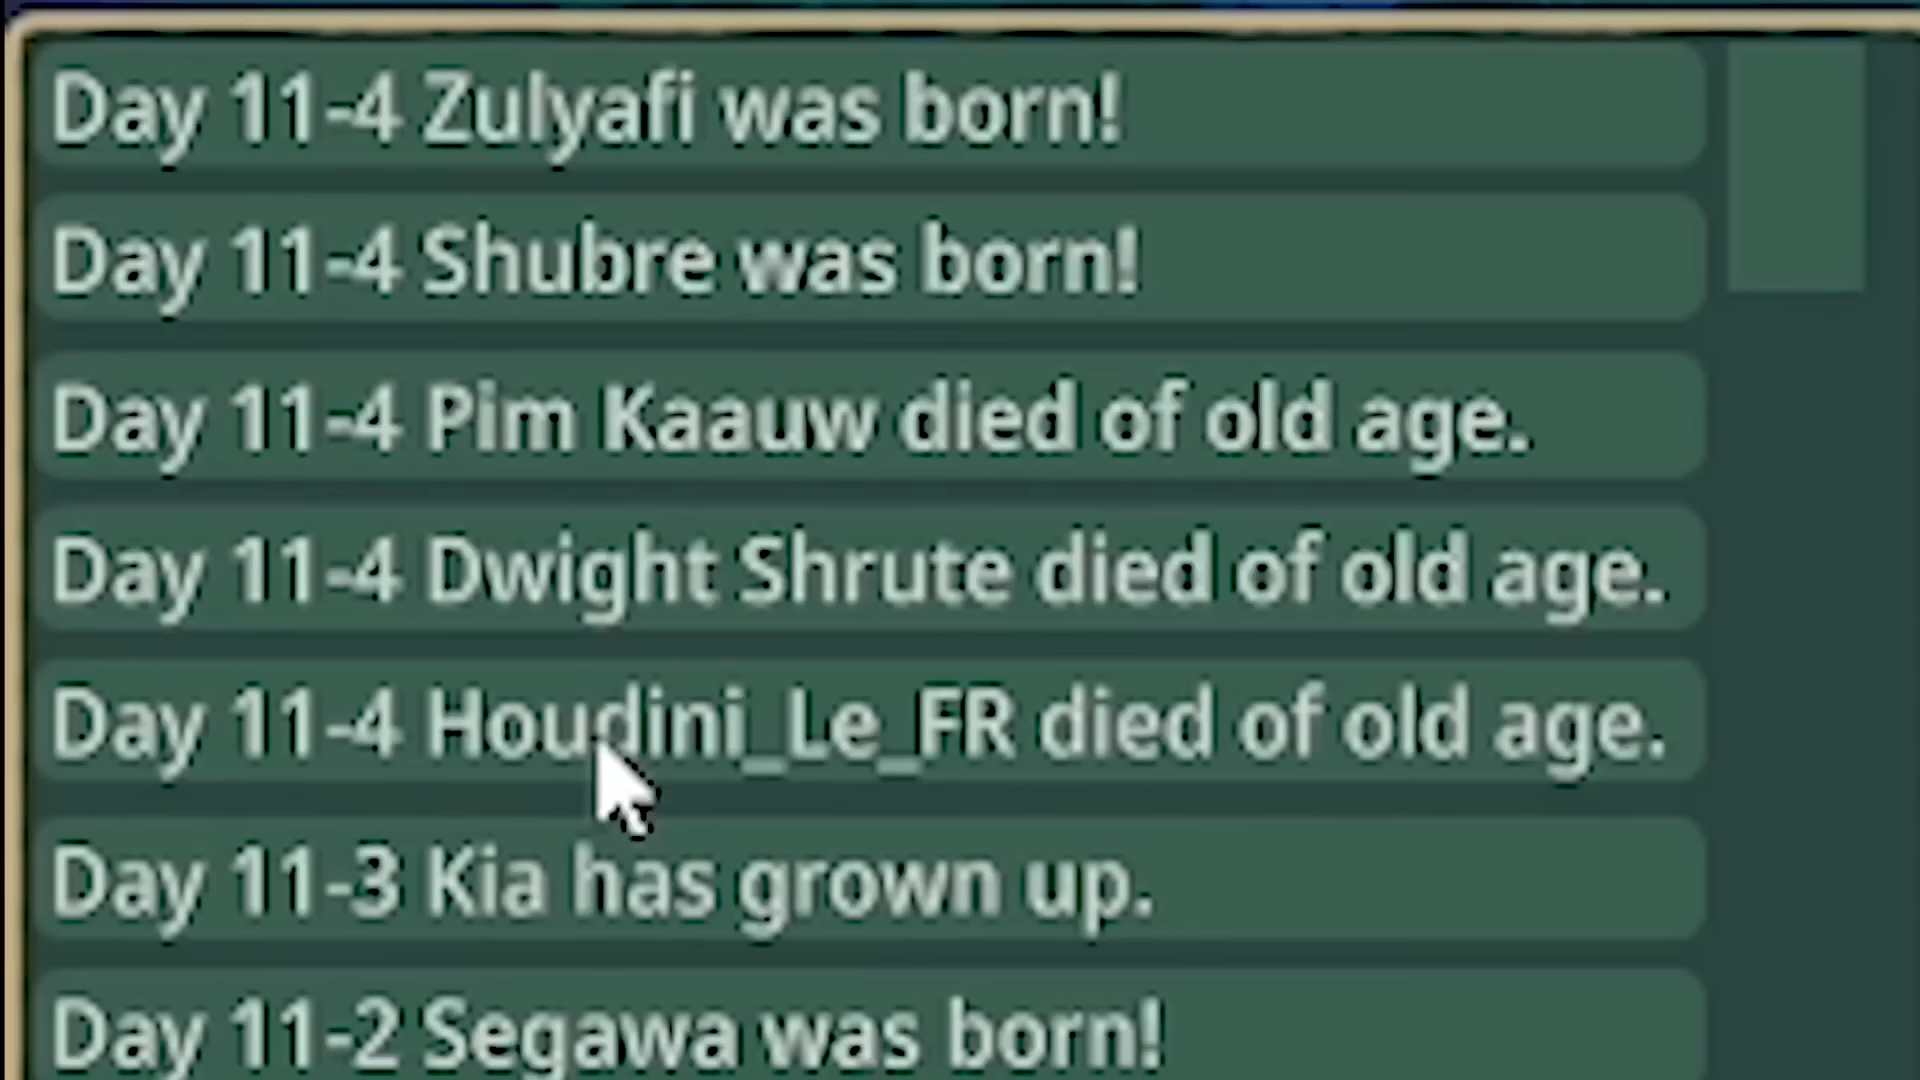 Day 11-4 Zulyafi was born!
Day 11-4 Shubre was born!
Day 11-4 Pim Kaauw died of old age.
Day 11-4 Dwight Shrute died of old age.
Day 11-4 Houdini_Le_FR died of old age.
Day 11-3 Kia has grown up.
Day 11-2 Segawa was born!